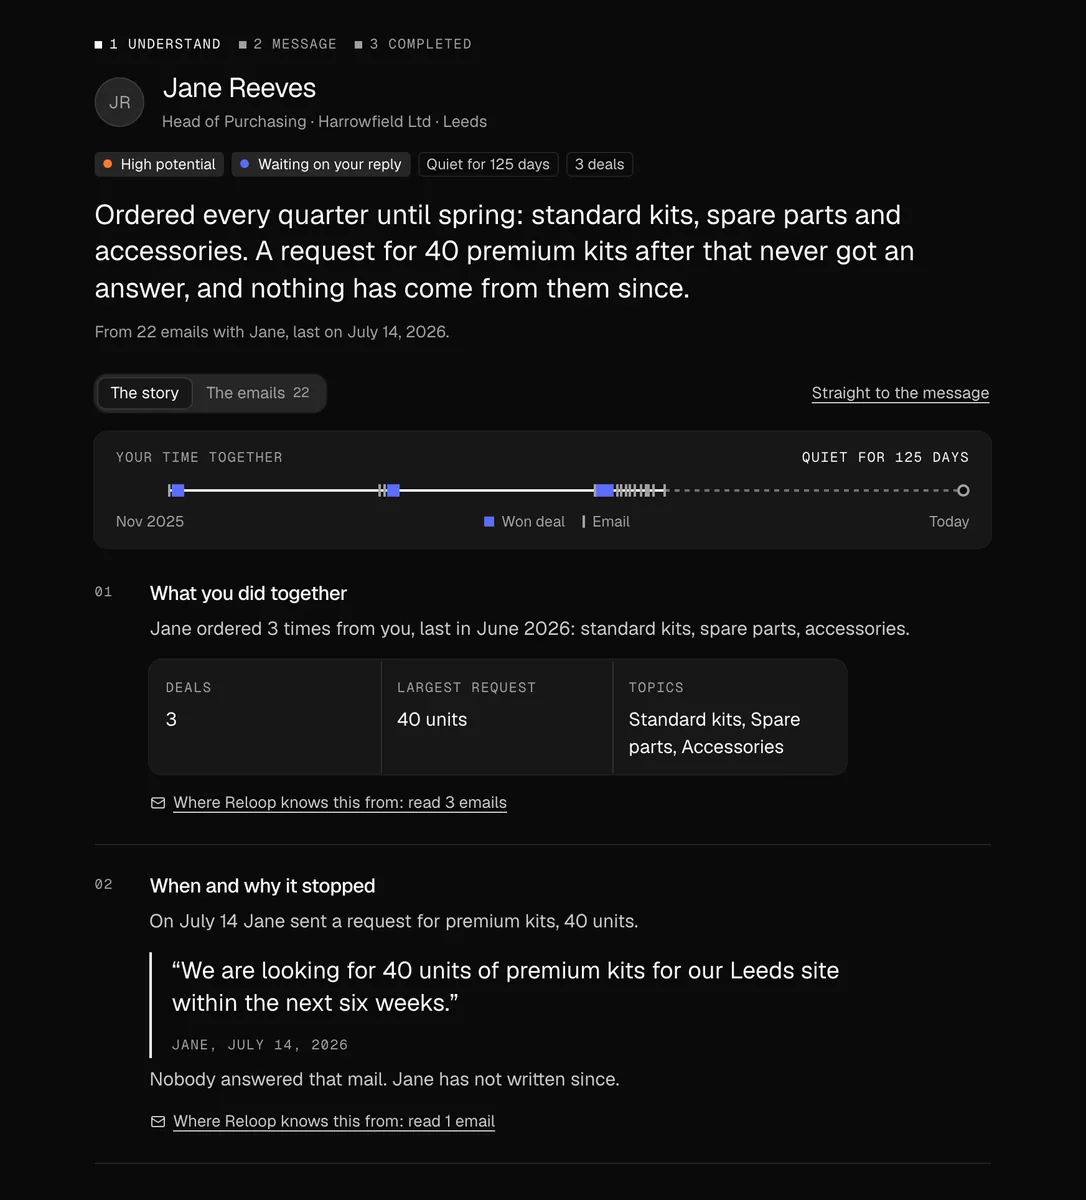 1 UNDERSTAND 2 MESSAGE 3 COMPLETED
JR
Jane Reeves
Head of Purchasing · Harrowfield Ltd · Leeds
High potential Waiting on your reply Quiet for 125 days 3 deals
Ordered every quarter until spring: standard kits, spare parts and
accessories. A request for 40 premium kits after that never got an
answer, and nothing has come from them since.
From 22 emails with Jane, last on July 14, 2026.
The story The emails 22 Straight to the message
YOUR TIME TOGETHER QUIET FOR 125 DAYS
Nov 2025 Won deal Email Today
01 What you did together
Jane ordered 3 times from you, last in June 2026: standard kits, spare parts, accessories.
DEALS LARGEST REQUEST TOPICS
3 40 units Standard kits, Spare
parts, Accessories
Where Reloop knows this from: read 3 emails
02 When and why it stopped
On July 14 Jane sent a request for premium kits, 40 units.
“We are looking for 40 units of premium kits for our Leeds site
within the next six weeks.”
JANE, JULY 14, 2026
Nobody answered that mail. Jane has not written since.
Where Reloop knows this from: read 1 email